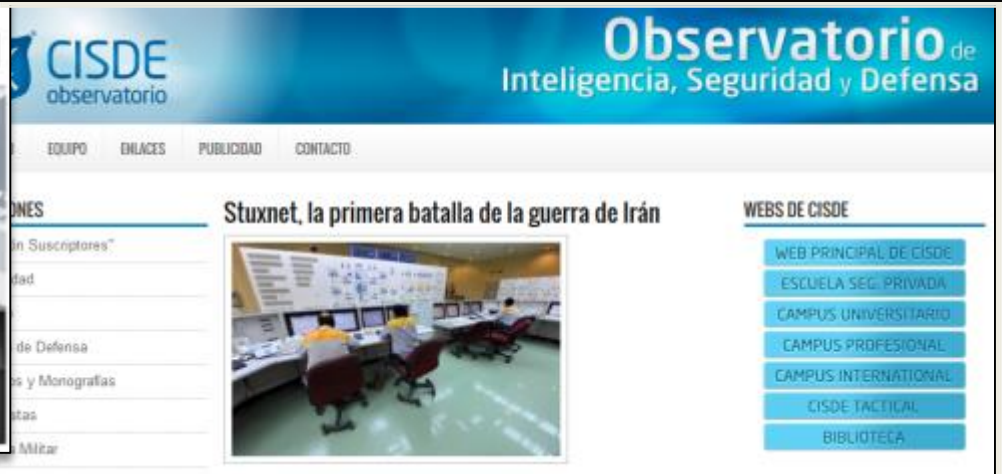 CISDE
observatorio
Observatorio de
Inteligencia, Seguridad y Defensa
EQUIPO ENLACES PUBLICIDAD CONTACTO
Stuxnet, la primera batalla de la guerra de Irán
Suscriptores"
de Defensa
y Monografías
Militar
WEBS DE CISDE
WEB PRINCIPAL DE CISDE
ESCUELA SEG. PRIVADA
CAMPUS UNIVERSITARIO
CAMPUS PROFESIONAL
CAMPUS INTERNATIONAL
CISDE TACTICAL
BIBLIOTECA